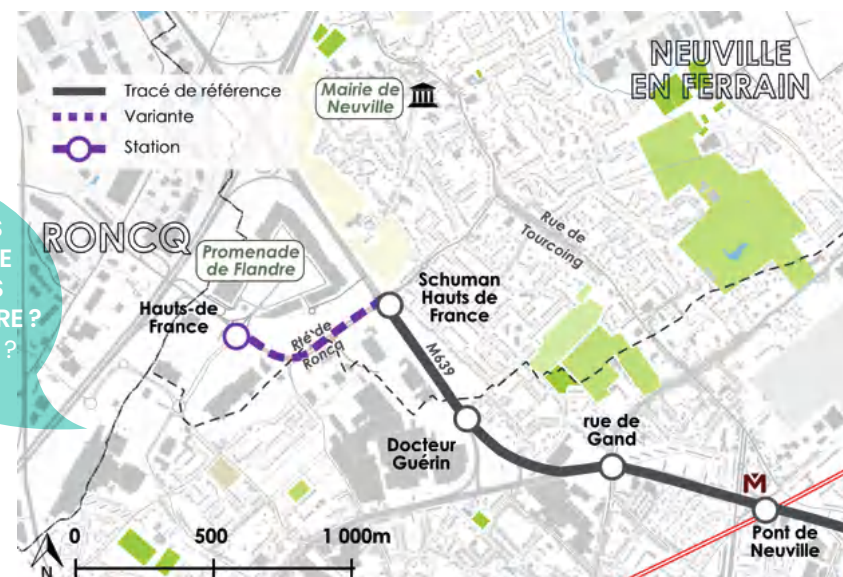 Tracé de référence
Variante
Station
Mairie de
Neuville
NEUVILLE
EN FERRAIN
RONCQ
Promenade
de Flandre
Rue de
Tourcoing
Hauts-de
France
Rte de
Roncq
Schuman
Hauts de
France
M639
Docteur
Guérin
rue de
Gand
M
Pont de
Neuville
S
E
S
RE ?
?
0 500 1 000m
N